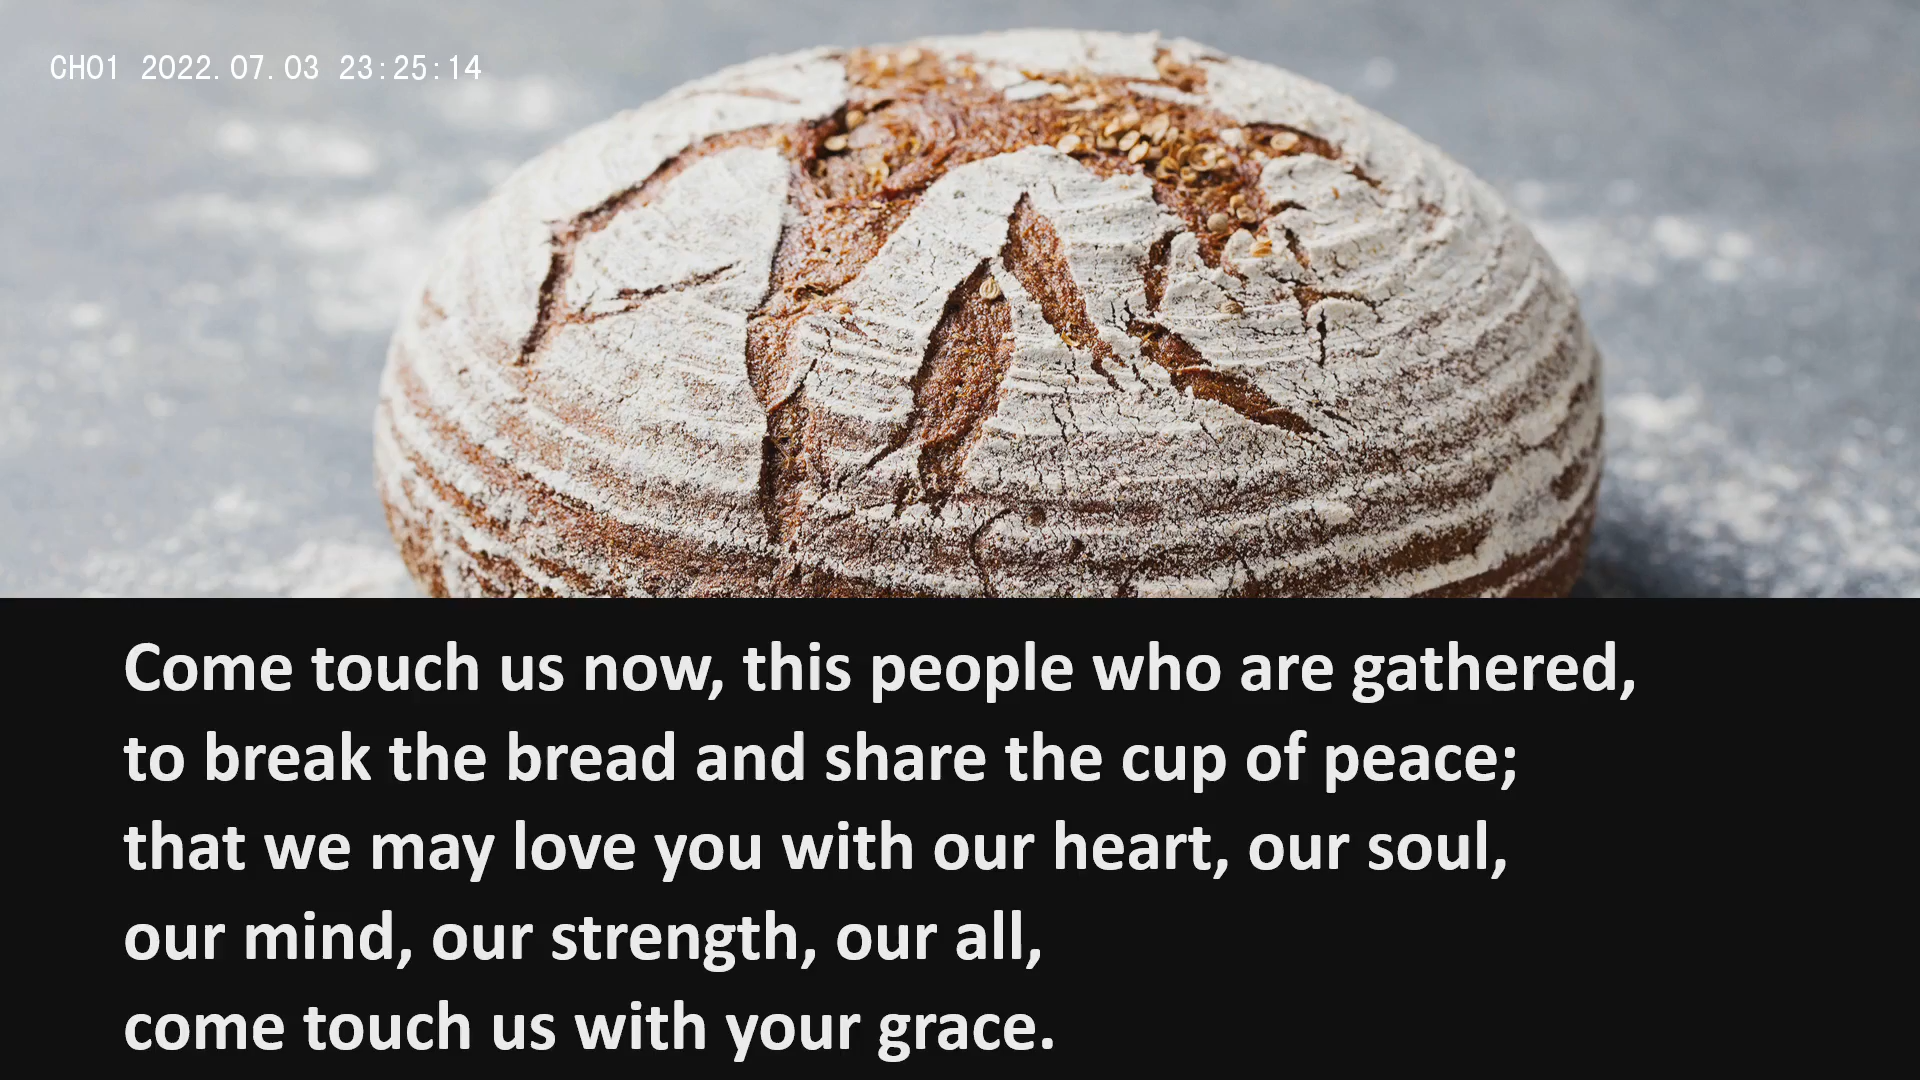 CH01 2022.07.03 23:25:14
Come touch us now, this people who are gathered,
to break the bread and share the cup of peace;
that we may love you with our heart, our soul,
our mind, our strength, our all,
come touch us with your grace.